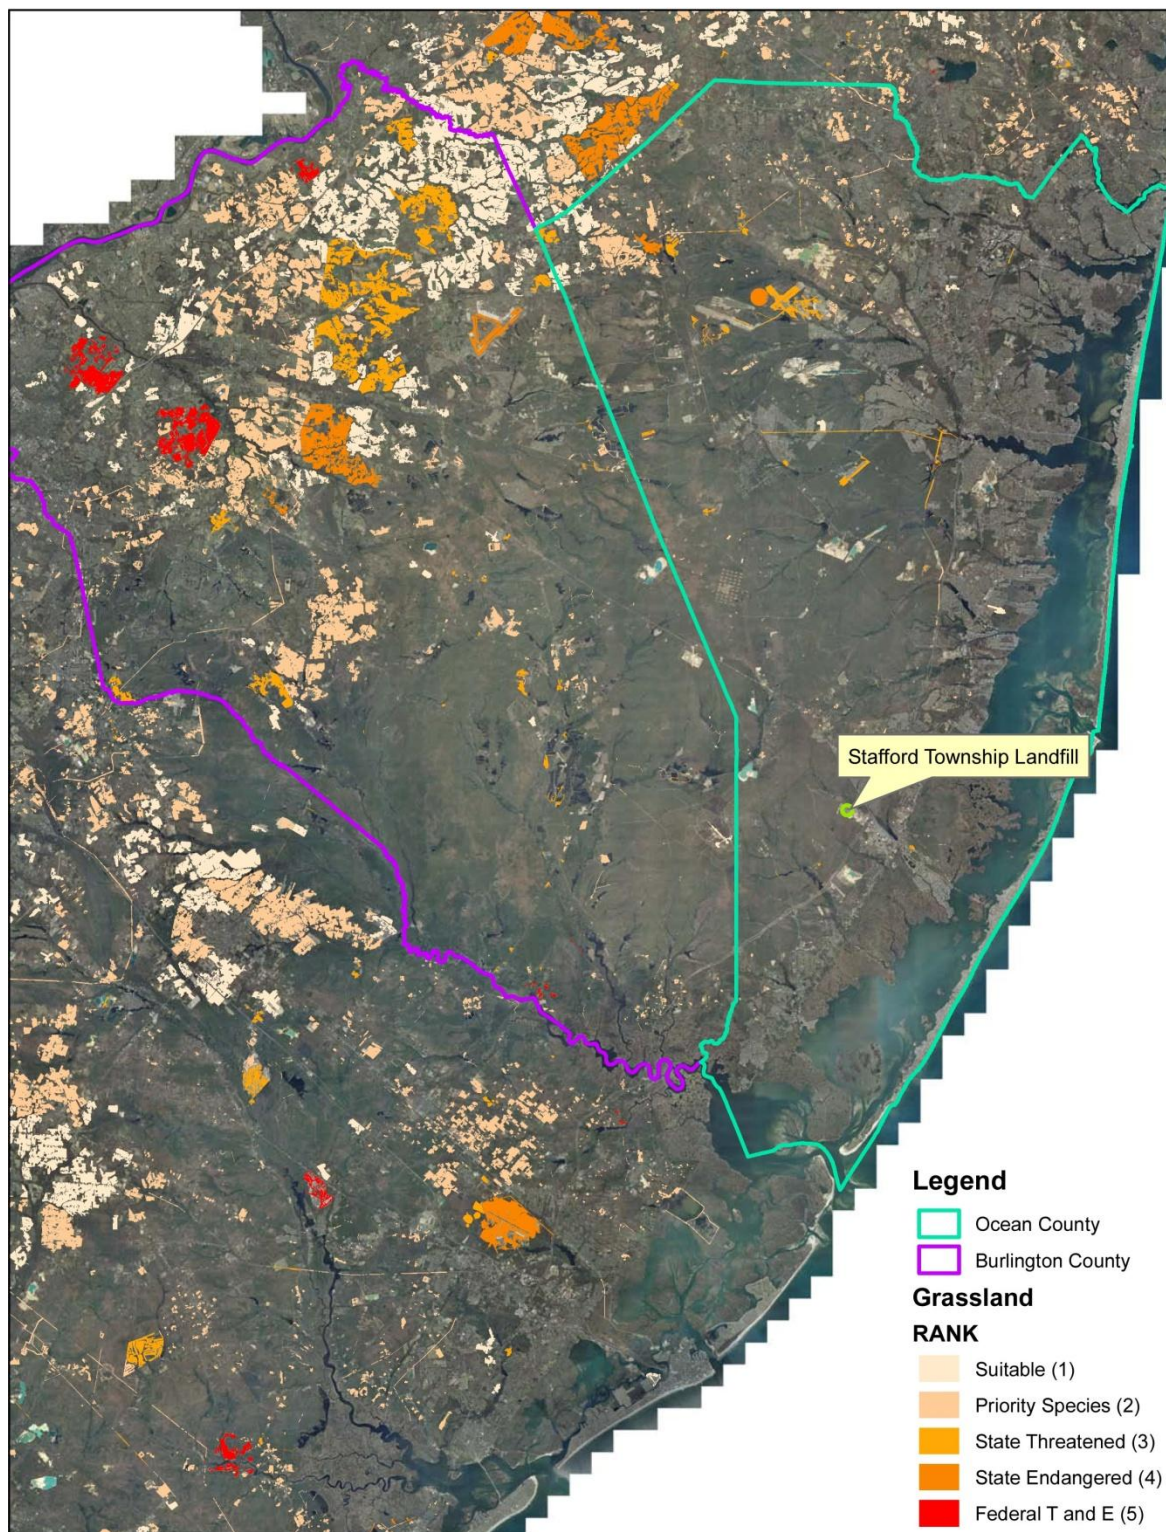 Stafford Township Landfill
Legend
Ocean County
Burlington County
Grassland
RANK
Suitable (1)
Priority Species (2)
State Threatened (3)
State Endangered (4)
Federal T and E (5)